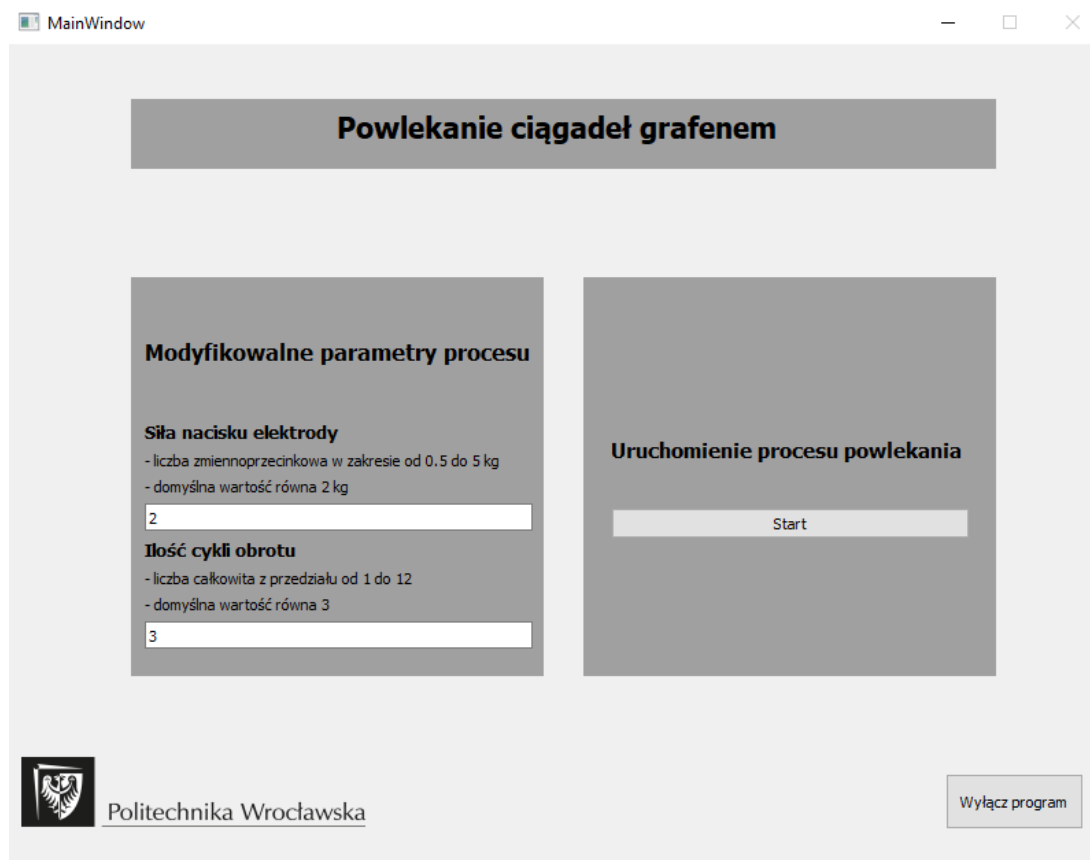 MainWindow
Powlekanie ciągadeł grafenem
Modyfikowalne parametry procesu
Siła nacisku elektrody
- liczba zmiennoprzecinkowa w zakresie od 0.5 do 5 kg
- domyślna wartość równa 2 kg
2
Ilość cykli obrotu
- liczba całkowita z przedziału od 1 do 12
- domyślna wartość równa 3
3
Uruchomienie procesu powlekania
Start
Politechnika Wrocławska
Wyłącz program